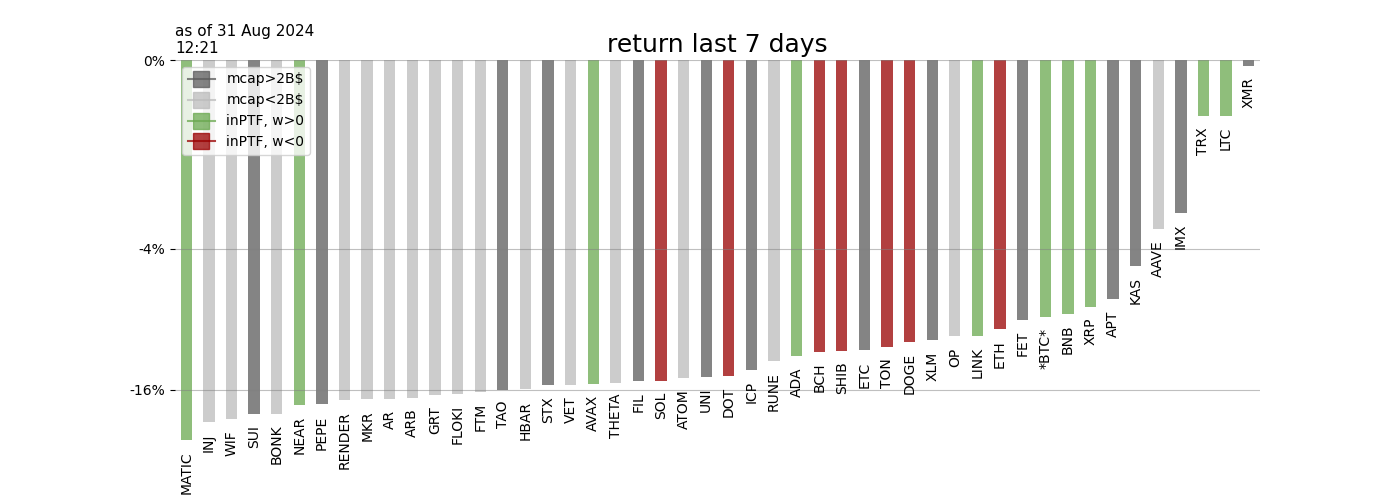 as of 31 Aug 2024
12:21
return last 7 days
0%
-4%
-16%
mcap>2B$
mcap<2B$
inPTF, w>0
inPTF, w<0
MATIC
INJ
WIF
SUI
BONK
NEAR
PEPE
RENDER
MKR
AR
ARB
GRT
FLOKI
FTM
TAO
HBAR
STX
VET
AVAX
THETA
FIL
SOL
ATOM
UNI
DOT
ICP
RUNE
ADA
BCH
SHIB
ETC
TON
DOGE
XLM
OP
LINK
ETH
FET
*BTC*
BNB
XRP
APT
KAS
AAVE
IMX
TRX
LTC
XMR